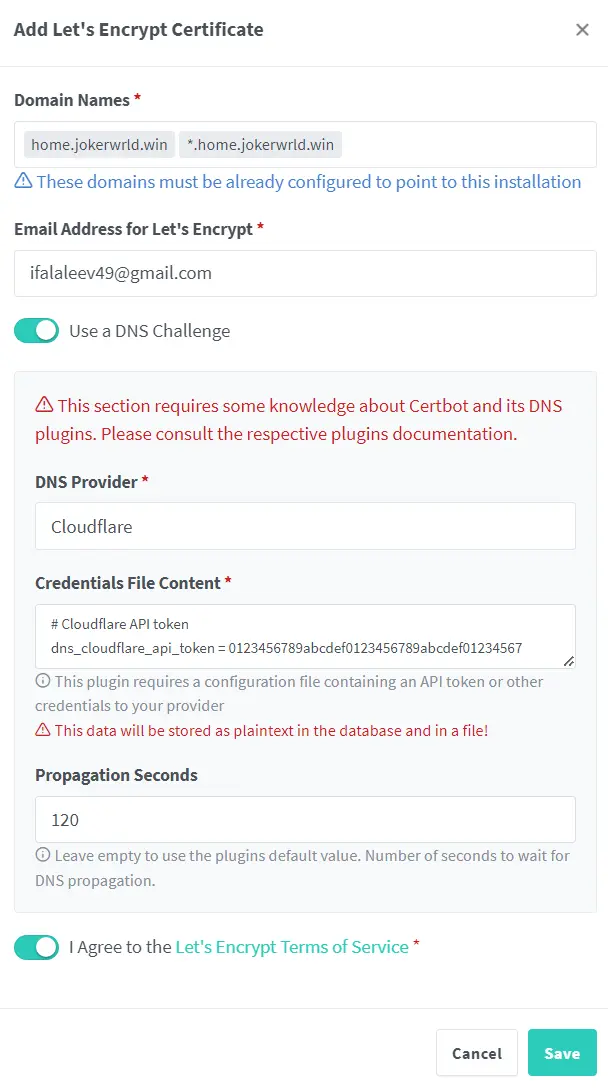 Add Let's Encrypt Certificate
Domain Names *
home.jokerwrld.win *.home.jokerwrld.win
These domains must be already configured to point to this installation
Email Address for Let's Encrypt *
ifalaleev49@gmail.com
Use a DNS Challenge
This section requires some knowledge about Certbot and its DNS
plugins. Please consult the respective plugins documentation.
DNS Provider *
Cloudflare
Credentials File Content *
# Cloudflare API token
dns_cloudflare_api_token = 0123456789abcdef0123456789abcdef01234567
This plugin requires a configuration file containing an API token or other
credentials to your provider
This data will be stored as plaintext in the database and in a file!
Propagation Seconds
120
Leave empty to use the plugins default value. Number of seconds to wait for
DNS propagation.
I Agree to the Let's Encrypt Terms of Service *
Cancel Save